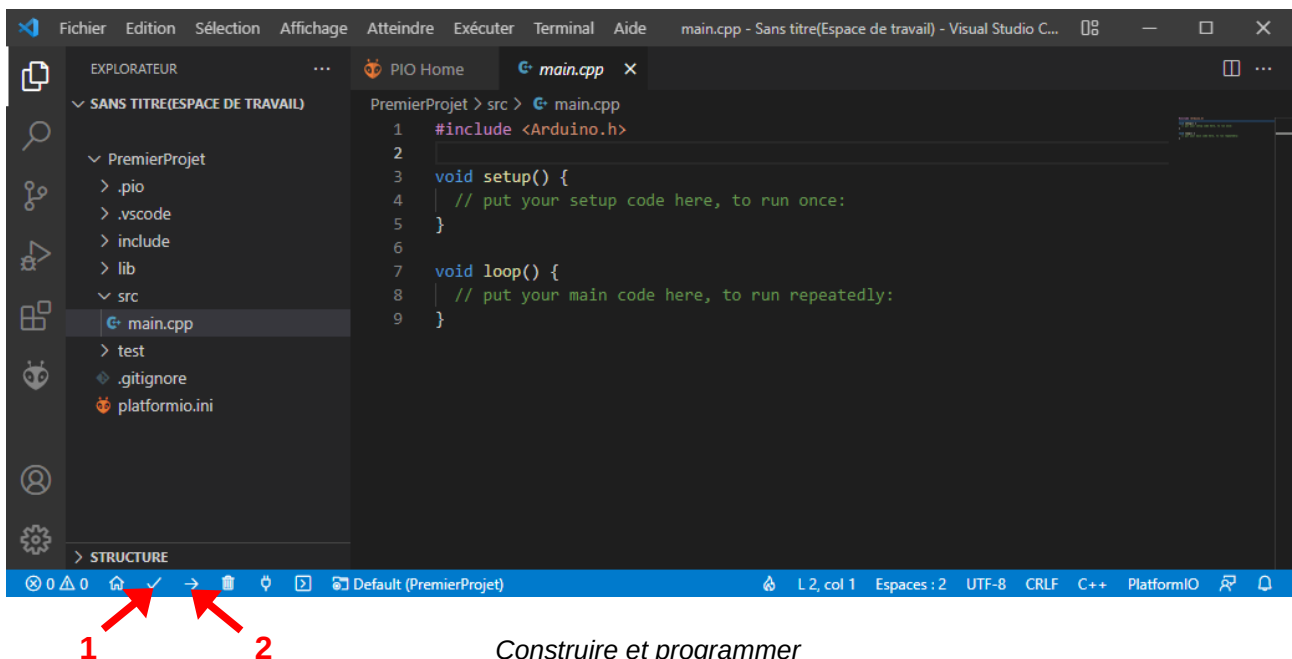 Fichier Edition Sélection Affichage Atteindre Exécuter Terminal Aide main.cpp - Sans titre(Espace de travail) - Visual Studio C...
EXPLORATEUR ...
SANS TITRE(ESPACE DE TRAVAIL)
PremierProjet
.pio
.vscode
include
lib
src
main.cpp
test
.gitignore
platformio.ini
STRUCTURE
PIO Home main.cpp
PremierProjet > src > main.cpp
1 #include <Arduino.h>
2
3 void setup() {
4 // put your setup code here, to run once:
5 }
6
7 void loop() {
8 // put your main code here, to run repeatedly:
9 }
0 0 Default (PremierProjet) L 2, col 1 Espaces : 2 UTF-8 CRLF C++ PlatformIO
1 2
Construire et programmer